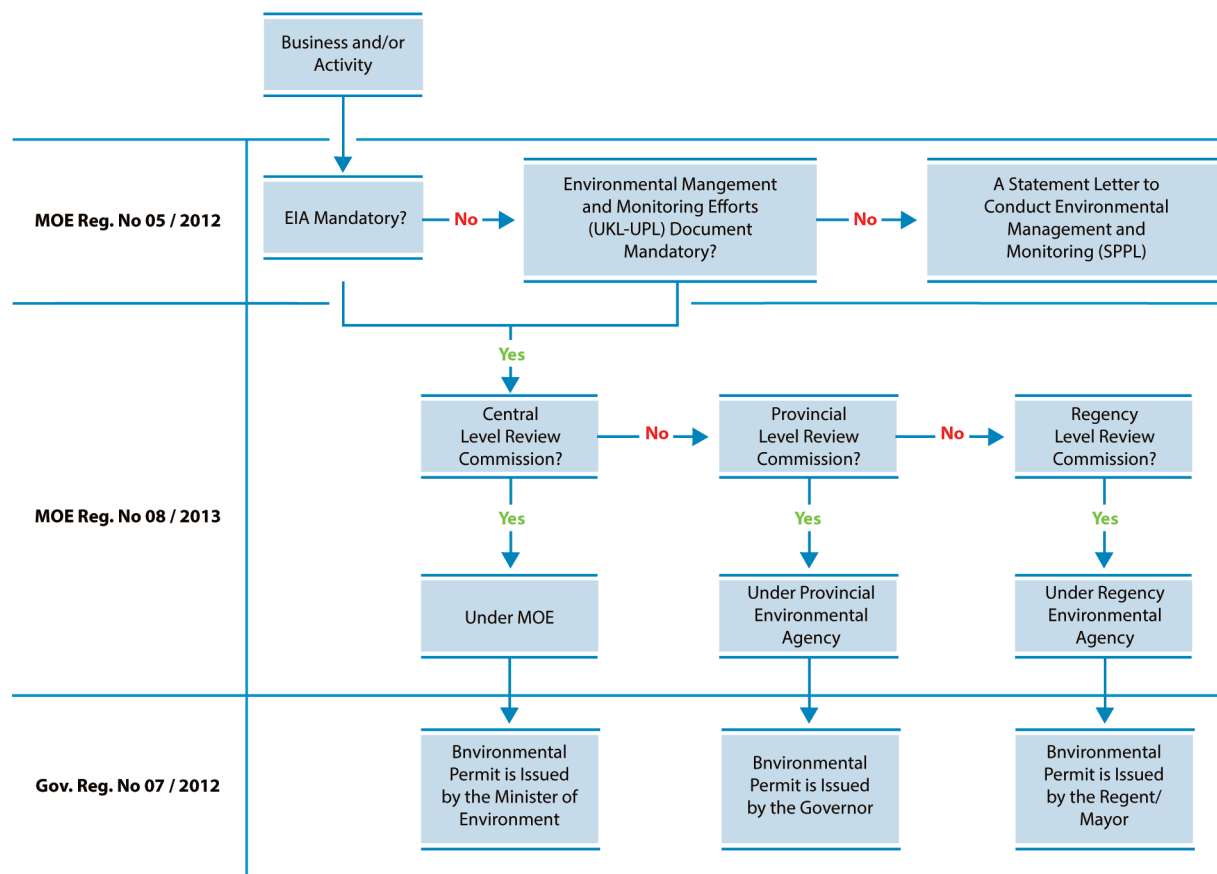 Business and/or
Activity
MOE Reg. No 05 / 2012
EIA Mandatory?
No
Environmental Mangement
and Monitoring Efforts
(UKL-UPL) Document
Mandatory?
No
A Statement Letter to
Conduct Environmental
Management and
Monitoring (SPPL)
Yes
MOE Reg. No 08 / 2013
Central
Level Review
Commission?
No
Provincial
Level Review
Commission?
No
Regency
Level Review
Commission?
Yes
Yes
Yes
Under MOE
Under Provincial
Environmental
Agency
Under Regency
Environmental
Agency
Gov. Reg. No 07 / 2012
Bnvironmental
Permit is Issued
by the Minister of
Environment
Bnvironmental
Permit is Issued
by the Governor
Bnvironmental
Permit is Issued
by the Regent/
Mayor